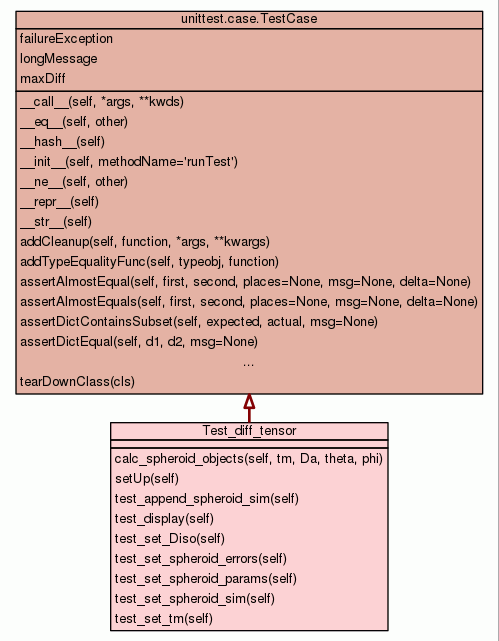 unittest.case.TestCase
failureException
longMessage
maxDiff
__call__(self, *args, **kwds)
__eq__(self, other)
__hash__(self)
__init__(self, methodName='runTest')
__ne__(self, other)
__repr__(self)
__str__(self)
addCleanup(self, function, *args, **kwargs)
addTypeEqualityFunc(self, typeobj, function)
assertAlmostEqual(self, first, second, places=None, msg=None, delta=None)
assertAlmostEquals(self, first, second, places=None, msg=None, delta=None)
assertDictContainsSubset(self, expected, actual, msg=None)
assertDictEqual(self, d1, d2, msg=None)
...
tearDownClass(cls)
Test_diff_tensor
calc_spheroid_objects(self, tm, Da, theta, phi)
setUp(self)
test_append_spheroid_sim(self)
test_display(self)
test_set_Diso(self)
test_set_spheroid_errors(self)
test_set_spheroid_params(self)
test_set_spheroid_sim(self)
test_set_tm(self)